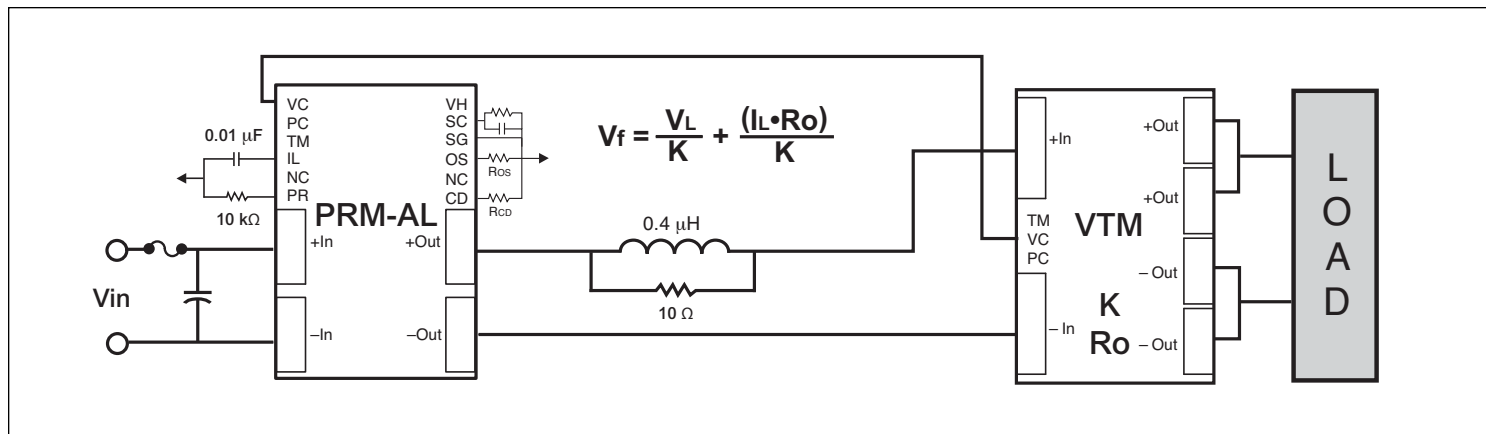 VC
PC
TM
IL
NC
PR
VH
SC
SG
OS
NC
CD
0.01 μF
10 kΩ
ROS
RCD
PRM-AL
+In
+Out
–In
–Out
Vin
Vf = VL/K + (IL•Ro)/K
0.4 μH
10 Ω
+In
TM
VC
PC
– In
VTM
K
Ro
+Out
+Out
– Out
– Out
LOAD